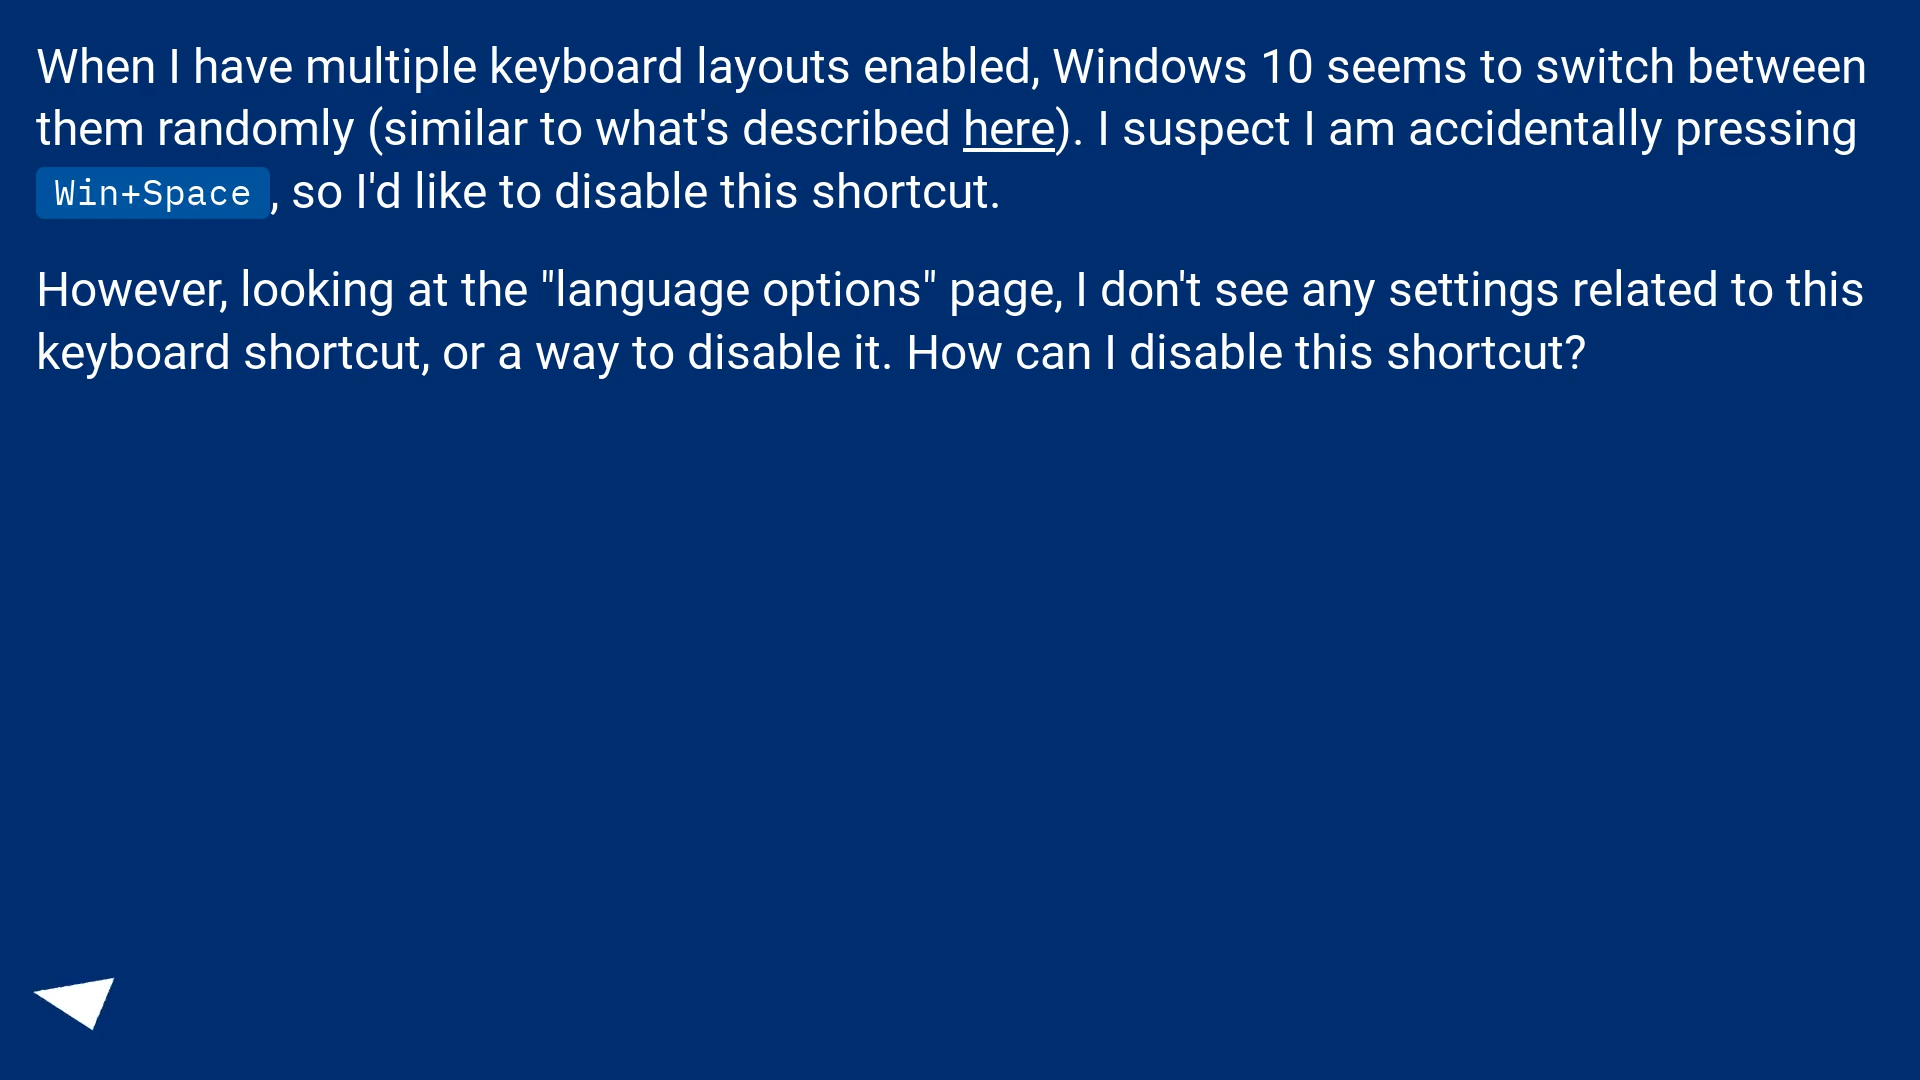 When I have multiple keyboard layouts enabled, Windows 10 seems to switch between
them randomly (similar to what's described here). I suspect I am accidentally pressing
Win+Space, so I'd like to disable this shortcut.
However, looking at the "language options" page, I don't see any settings related to this
keyboard shortcut, or a way to disable it. How can I disable this shortcut?